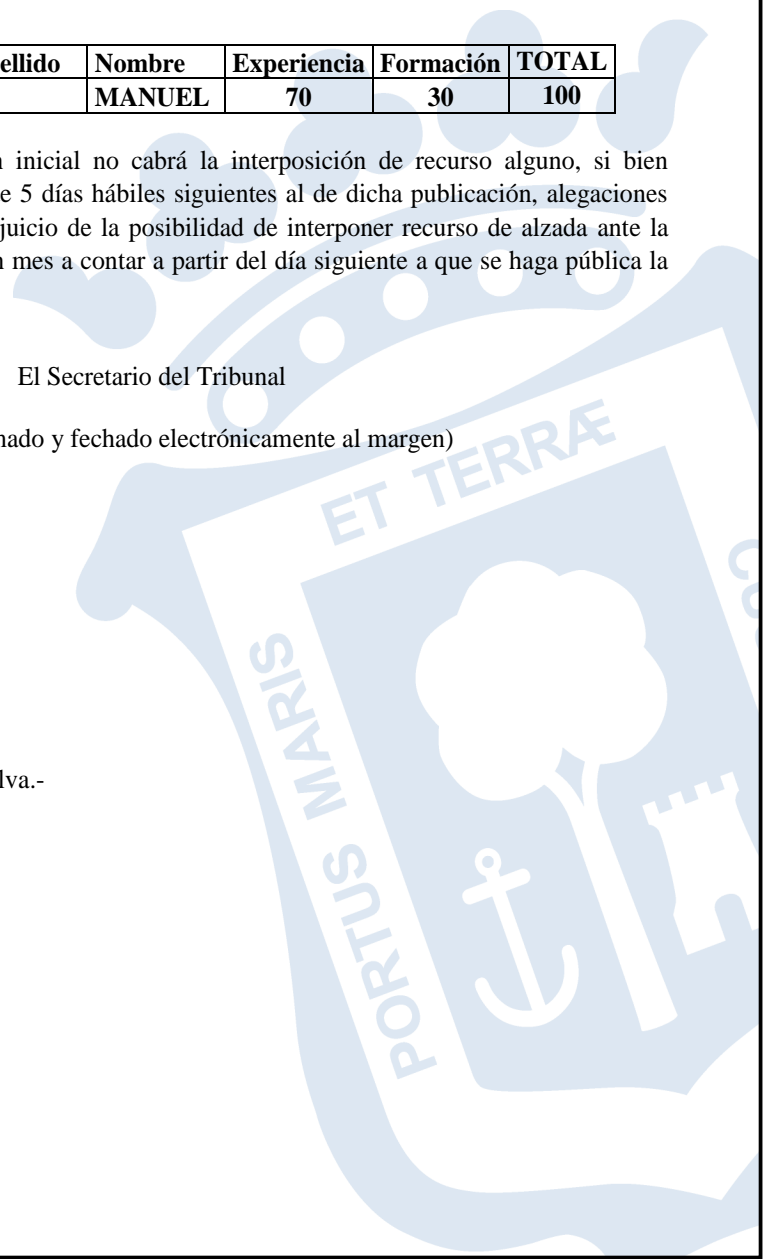 ellido Nombre Experiencia Formación TOTAL
MANUEL 70 30 100
inicial no cabrá la interposición de recurso alguno, si bien
e 5 días hábiles siguientes al de dicha publicación, alegaciones
juicio de la posibilidad de interponer recurso de alzada ante la
mes a contar a partir del día siguiente a que se haga pública la
El Secretario del Tribunal
nado y fechado electrónicamente al margen)
ET TERRÆ
PORTUS MARIS
lva.-